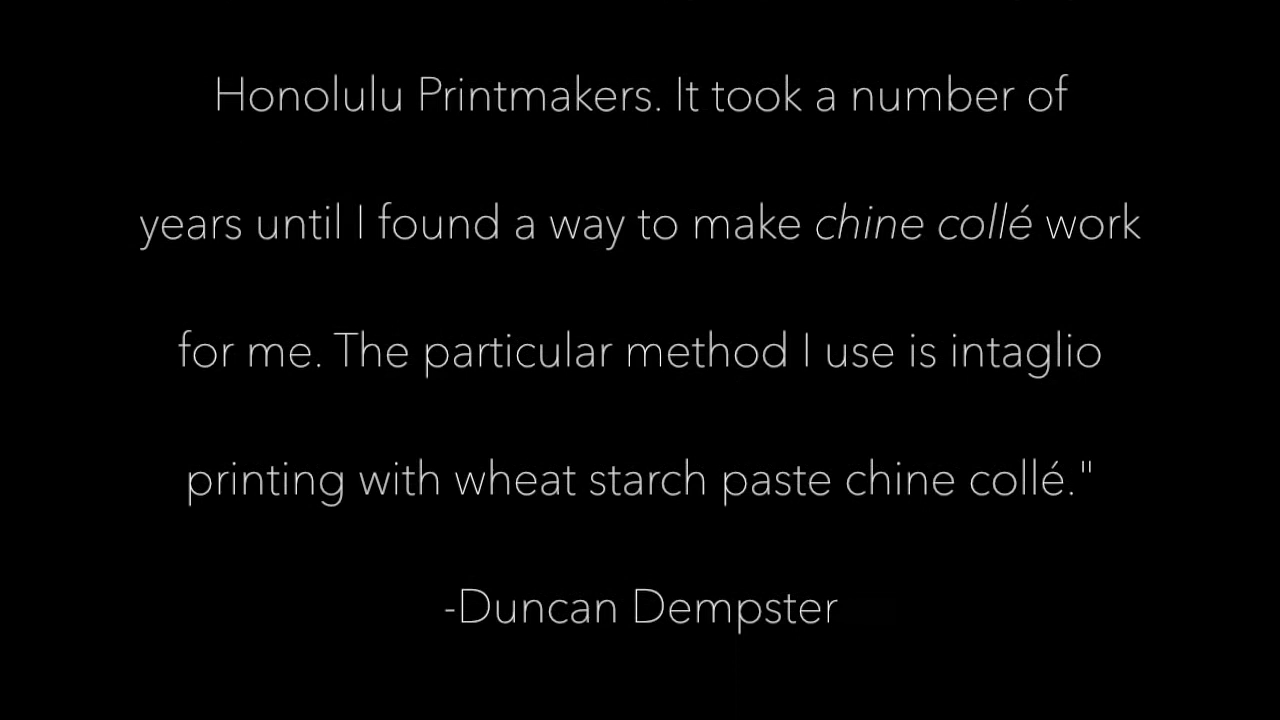 Honolulu Printmakers. It took a number of
years until I found a way to make chine collé work
for me. The particular method I use is intaglio
printing with wheat starch paste chine collé."
-Duncan Dempster